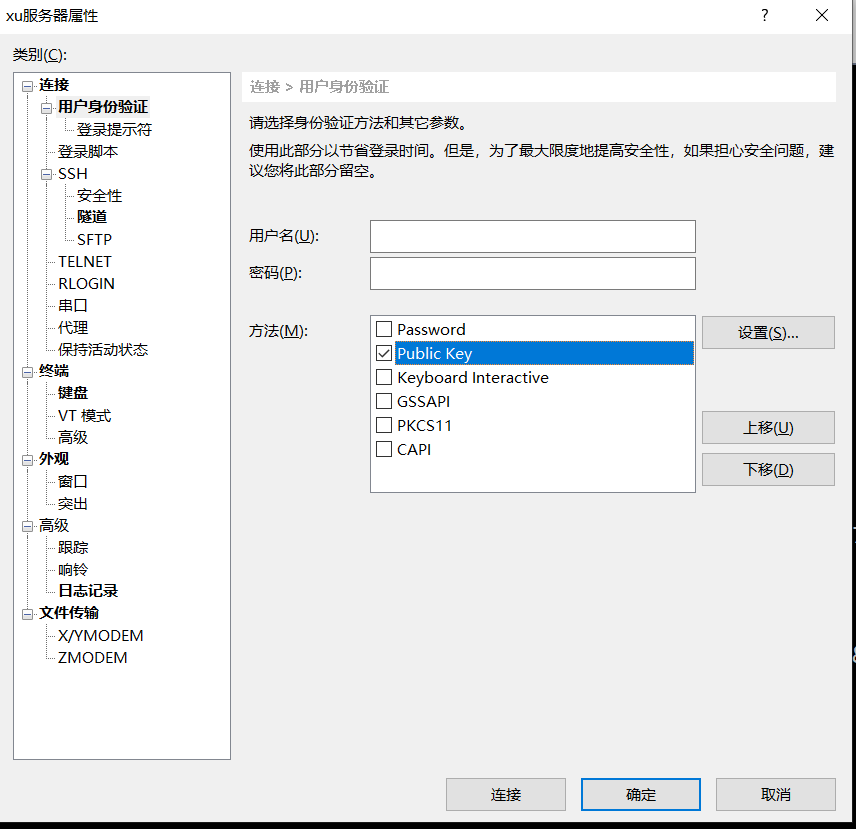 xu服务器属性
?
类别(C):
连接
用户身份验证
登录提示符
登录脚本
SSH
安全性
隧道
SFTP
TELNET
RLOGIN
串口
代理
保持活动状态
终端
键盘
VT 模式
高级
外观
窗口
突出
高级
跟踪
响铃
日志记录
文件传输
X/YMODEM
ZMODEM
连接 > 用户身份验证
请选择身份验证方法和其它参数。
使用此部分以节省登录时间。但是，为了最大限度地提高安全性，如果担心安全问题，建
议您将此部分留空。
用户名(U):
密码(P):
方法(M):
Password
Public Key
Keyboard Interactive
GSSAPI
PKCS11
CAPI
设置(S)...
上移(U)
下移(D)
连接
确定
取消